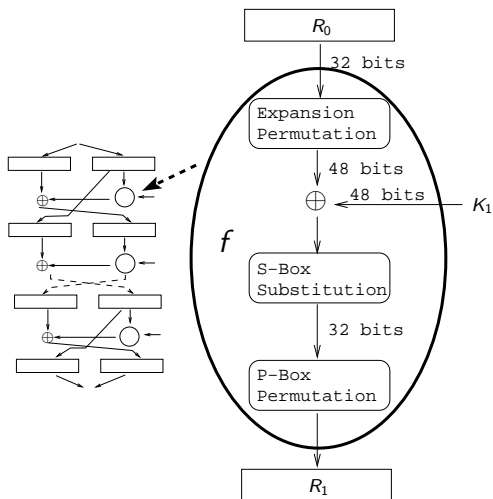 R0
32 bits
Expansion
Permutation
48 bits
48 bits
K1
f
S-Box
Substitution
32 bits
P-Box
Permutation
R1